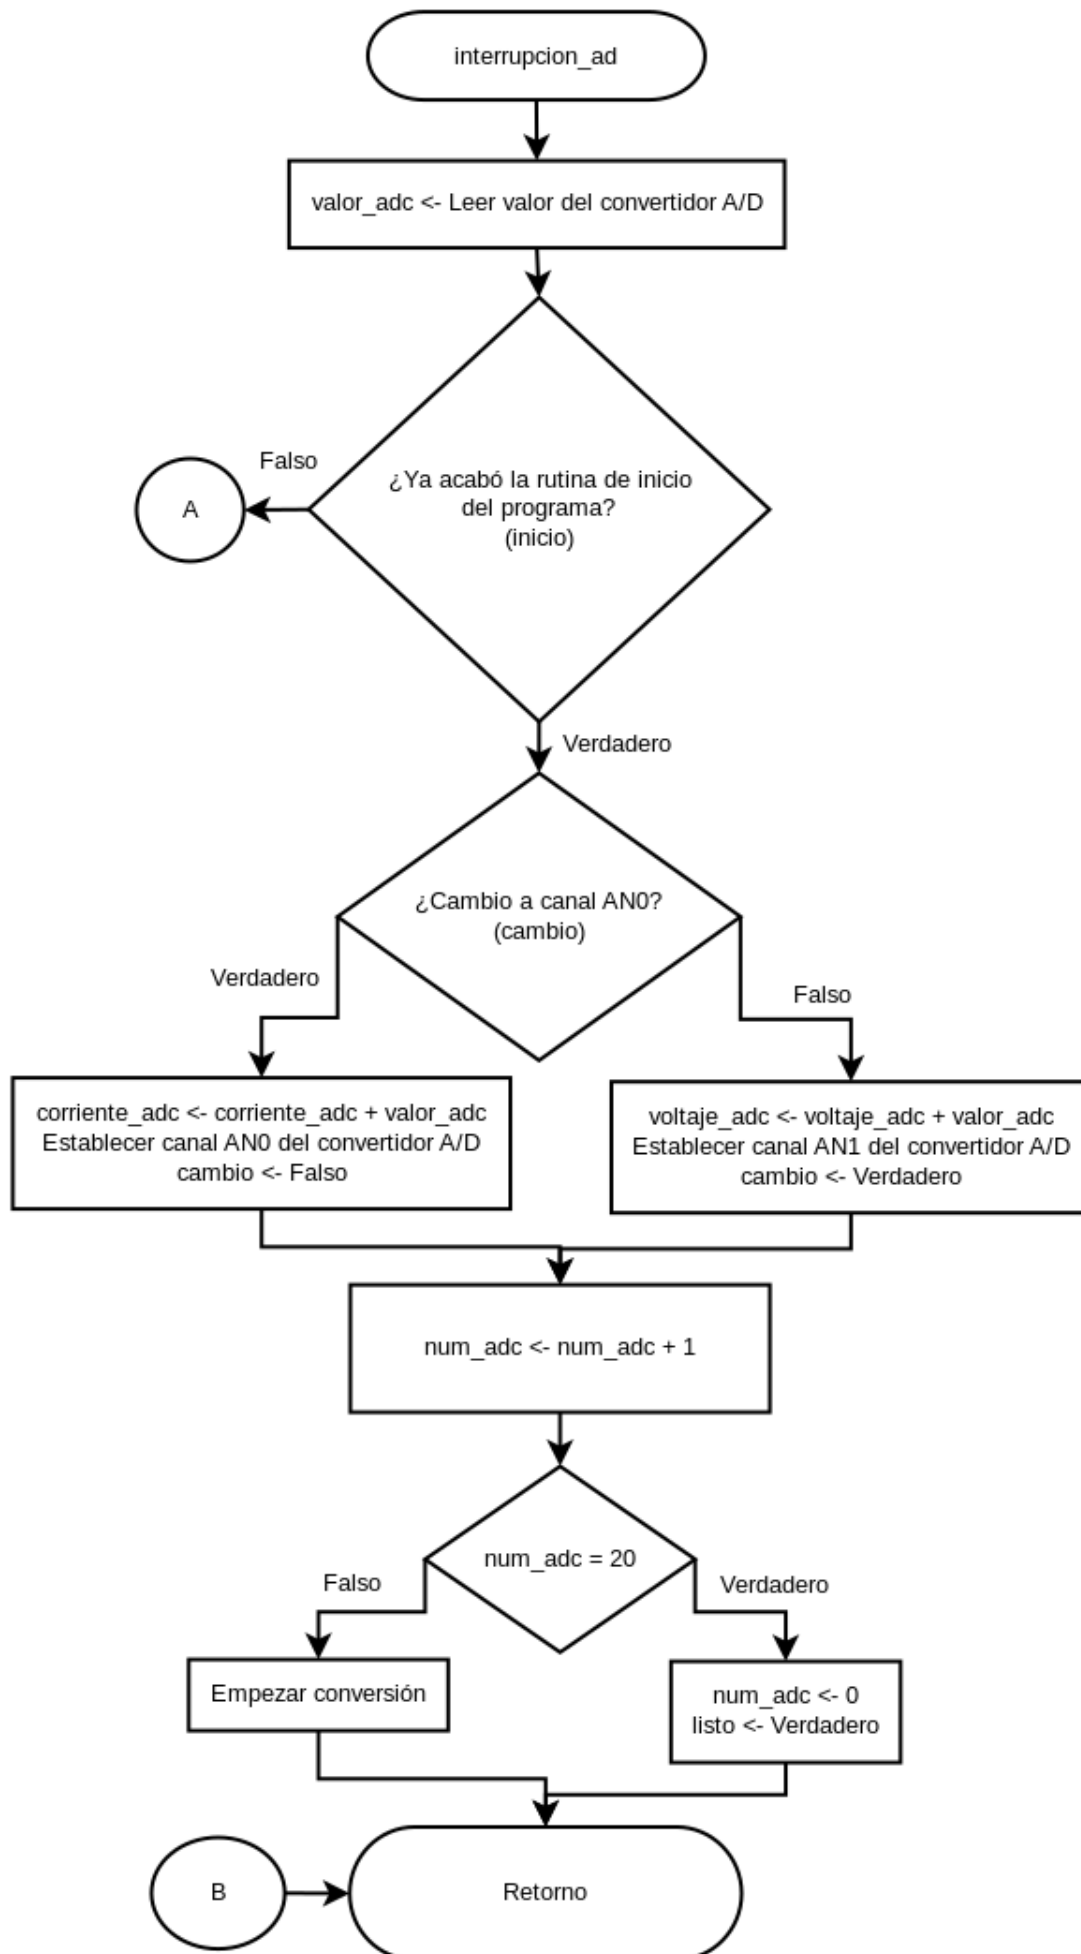 interrupcion_ad
valor_adc <- Leer valor del convertidor A/D
¿Ya acabó la rutina de inicio
del programa?
(inicio)
Falso
A
Verdadero
¿Cambio a canal AN0?
(cambio)
Verdadero
Falso
corriente_adc <- corriente_adc + valor_adc
Establecer canal AN0 del convertidor A/D
cambio <- Falso
voltaje_adc <- voltaje_adc + valor_adc
Establecer canal AN1 del convertidor A/D
cambio <- Verdadero
num_adc <- num_adc + 1
num_adc = 20
Falso
Verdadero
Empezar conversión
num_adc <- 0
listo <- Verdadero
B
Retorno